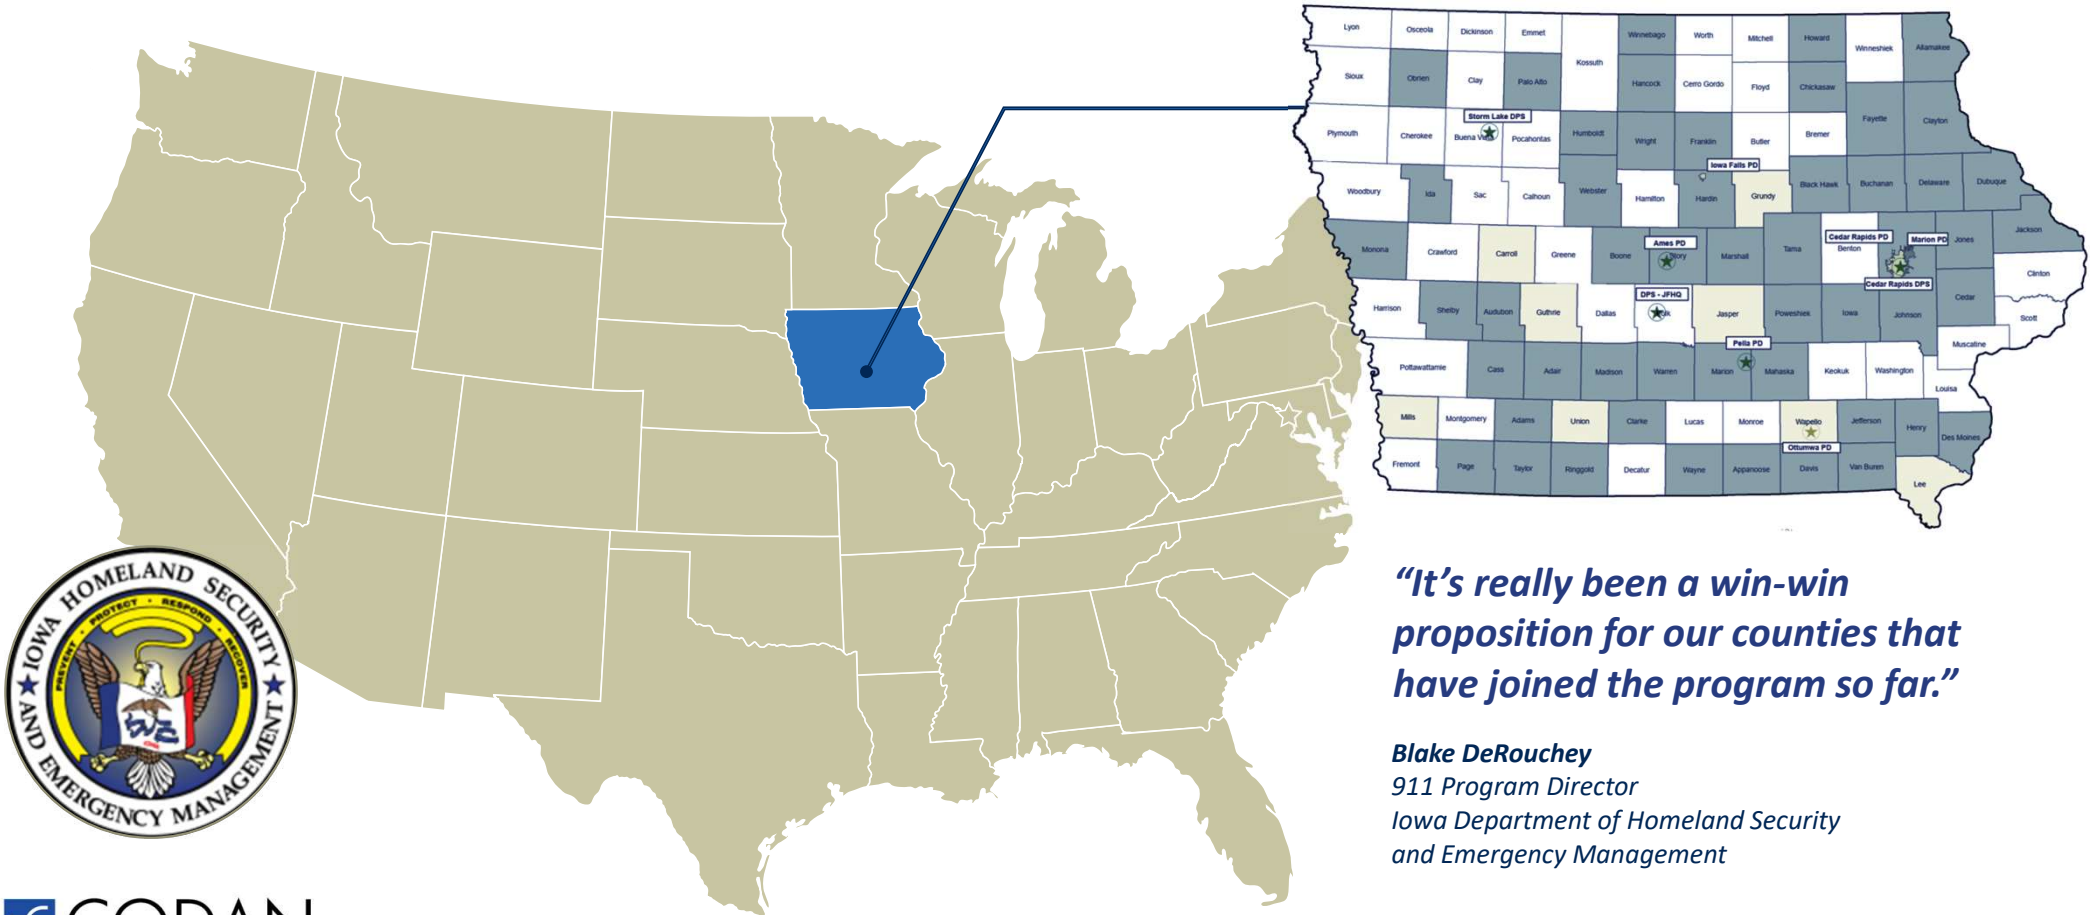 Lyon
Osceola
Dickinson
Emmet
Kossuth
Winnebago
Worth
Mitchell
Howard
Winneshiek
Allamakee
Sioux
Obrien
Clay
Palo Alto
Hancock
Cerro Gordo
Floyd
Chickasaw
Storm Lake DPS
Plymouth
Cherokee
Buena
Pocahontas
Humboldt
Wright
Franklin
Butler
Bremer
Fayette
Clayton
Iowa Falls PD
Woodbury
Ida
Sac
Calhoun
Webster
Hamilton
Hardin
Grundy
Black Hawk
Buchanan
Delaware
Dubuque
Monona
Crawford
Carroll
Greene
Boone
Ames PD
Story
Marshall
Tama
Cedar Rapids PD
Benton
Marion PD
Jones
Jackson
Cedar Rapids DPS
Clinton
Harrison
Shelby
Audubon
Guthrie
Dallas
DPS - JFHQ
Jasper
Poweshiek
Iowa
Johnson
Cedar
Scott
Muscatine
Pella PD
Pottawattamie
Cass
Adair
Madison
Warren
Marion
Mahaska
Keokuk
Washington
Louisa
Mills
Montgomery
Adams
Union
Clarke
Lucas
Monroe
Wapello
Jefferson
Henry
Des Moines
Ottumwa PD
Fremont
Page
Taylor
Ringgold
Decatur
Wayne
Appanoose
Davis
Van Buren
Lee
IOWA HOMELAND SECURITY
AND EMERGENCY MANAGEMENT
PREVENT · PROTECT · RESPOND · RECOVER
“It’s really been a win-win
proposition for our counties that
have joined the program so far.”
Blake DeRouchey
911 Program Director
Iowa Department of Homeland Security
and Emergency Management
CODAN